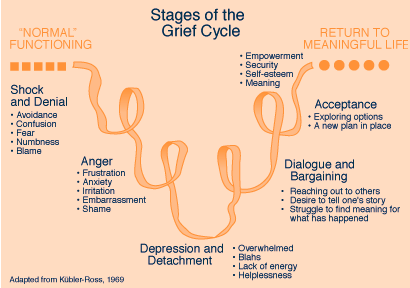 Stages of the
Grief Cycle
“NORMAL”
FUNCTIONING
RETURN TO
MEANINGFUL LIFE
• Empowerment
• Security
• Self-esteem
• Meaning
Shock
and Denial
• Avoidance
• Confusion
• Fear
• Numbness
• Blame
Acceptance
• Exploring options
• A new plan in place
Anger
• Frustration
• Anxiety
• Irritation
• Embarrassment
• Shame
Dialogue and
Bargaining
• Reaching out to others
• Desire to tell one's story
• Struggle to find meaning for
what has happened
Depression and
Detachment
• Overwhelmed
• Blahs
• Lack of energy
• Helplessness
Adapted from Kübler-Ross, 1969